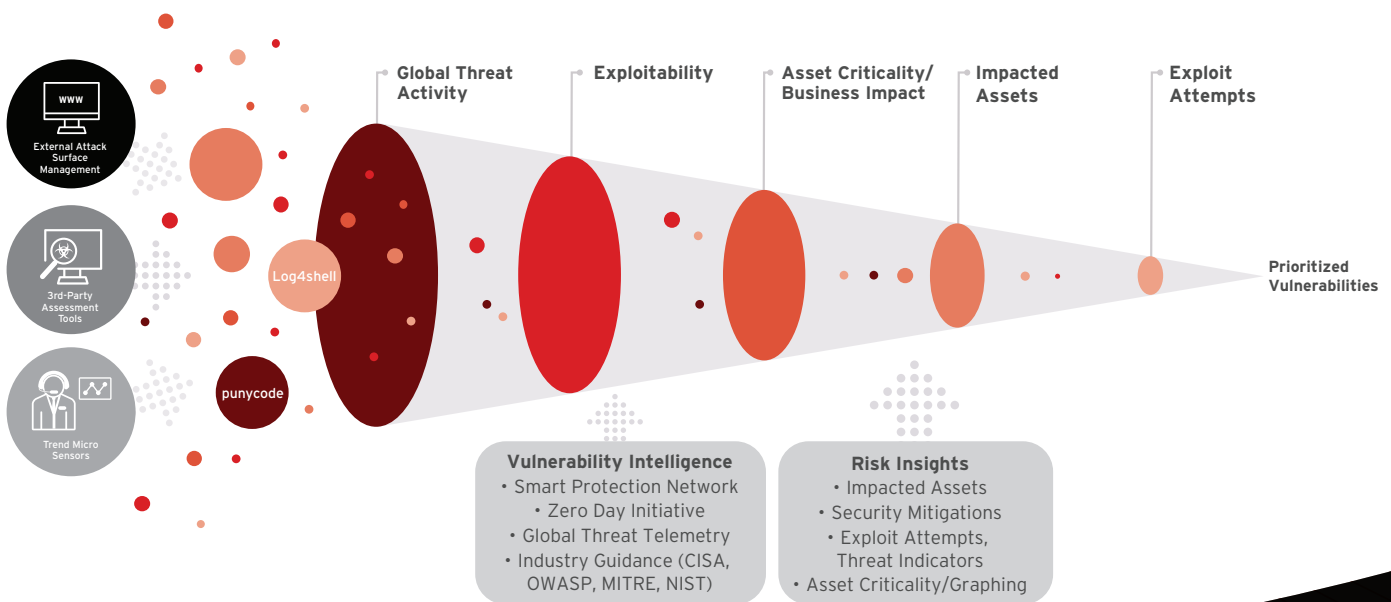 WWW
External Attack
Surface
Management
3rd-Party
Assessment
Tools
Trend Micro
Sensors
Log4shell
punycode
Global Threat
Activity
Exploitability
Asset Criticality/
Business Impact
Impacted
Assets
Exploit
Attempts
Prioritized
Vulnerabilities
Vulnerability Intelligence
• Smart Protection Network
• Zero Day Initiative
• Global Threat Telemetry
• Industry Guidance (CISA,
OWASP, MITRE, NIST)
Risk Insights
• Impacted Assets
• Security Mitigations
• Exploit Attempts,
Threat Indicators
• Asset Criticality/Graphing